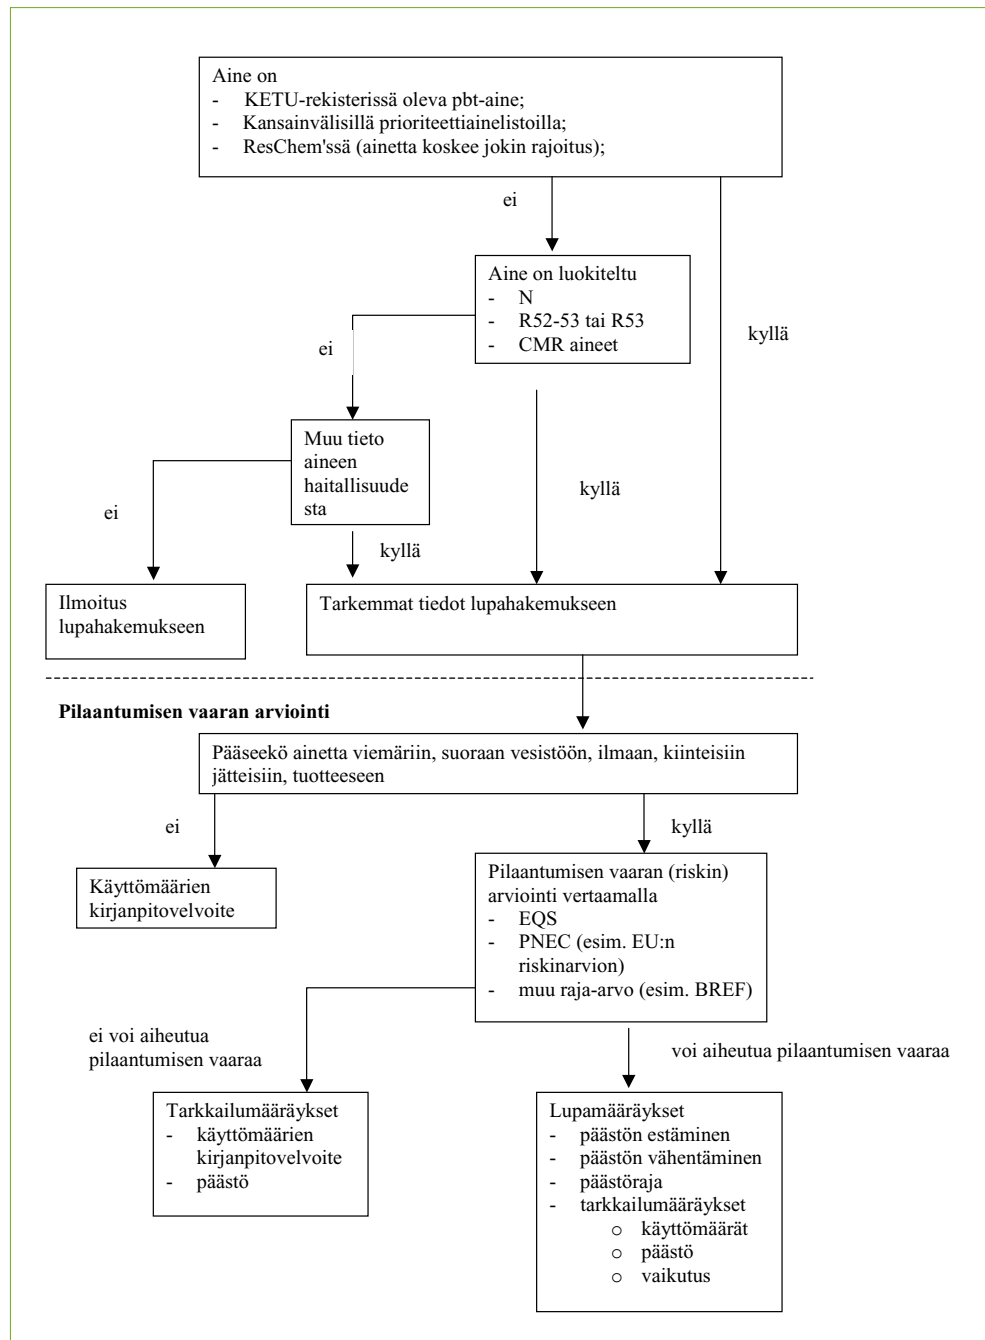 Aine on
- KETU-rekisterissä oleva pbt-aine;
- Kansainvälisillä prioriteettiainelistoilla;
- ResChem'ssä (ainetta koskee jokin rajoitus);
ei
Aine on luokiteltu
- N
- R52-53 tai R53
- CMR aineet
kyllä
ei
Muu tieto
aineen
haitallisuude
sta
kyllä
ei
kyllä
Ilmoitus
lupahakemukseen
Tarkemmat tiedot lupahakemukseen
Pilaantumisen vaaran arviointi
Pääseekö ainetta viemäriin, suoraan vesistöön, ilmaan, kiinteisiin
jätteisiin, tuotteeseen
ei
kyllä
Käyttömäärien
kirjanpitovelvoite
Pilaantumisen vaaran (riskin)
arviointi vertaamalla
- EQS
- PNEC (esim. EU:n
riskinarvion)
- muu raja-arvo (esim. BREF)
ei voi aiheutua
pilaantumisen vaaraa
voi aiheutua pilaantumisen vaaraa
Tarkkailumääräykset
- käyttömäärien
kirjanpitovelvoite
- päästö
Lupamääräykset
- päästön estäminen
- päästön vähentäminen
- päästöraja
- tarkkailumääräykset
o käyttömäärät
o päästö
o vaikutus